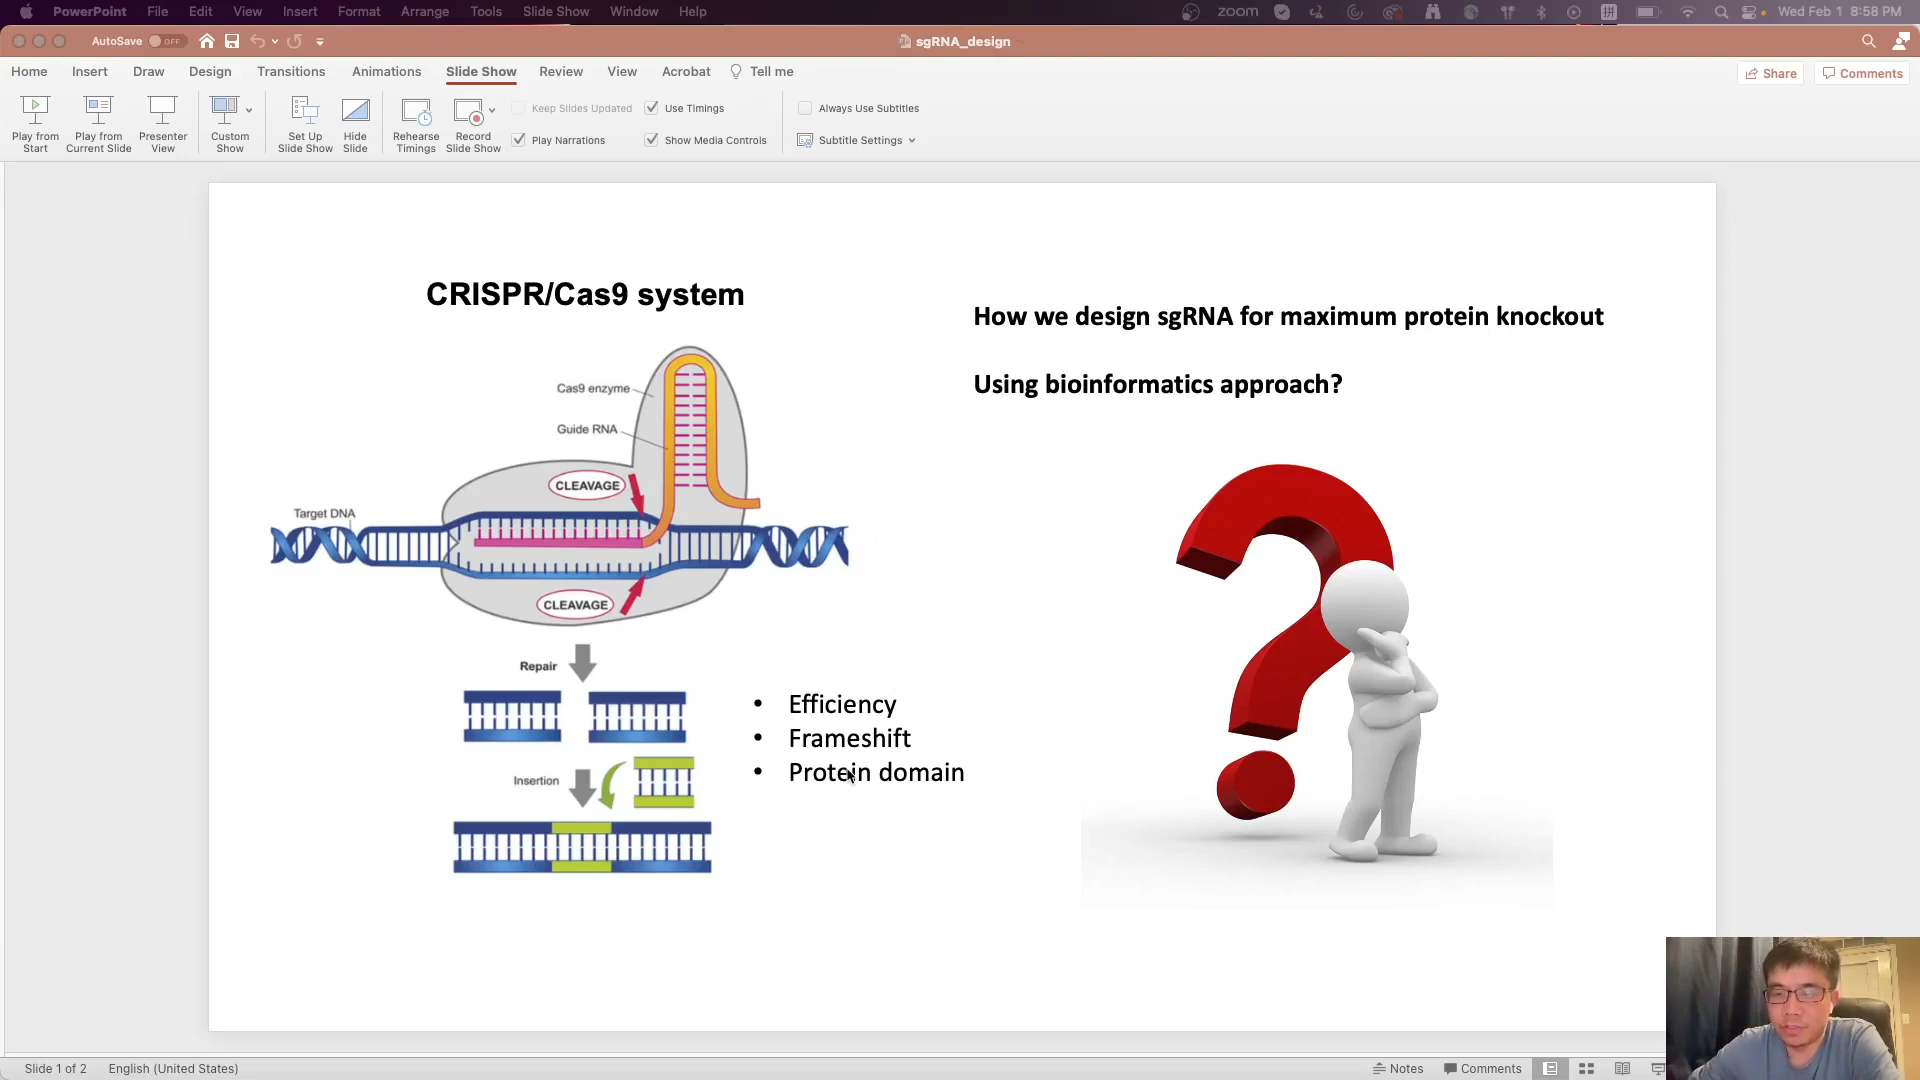 PowerPoint File Edit View Insert Format Arrange Tools Slide Show Window Help zoom Wed Feb 1 8:58 PM
AutoSave OFF sgRNA_design
Home Insert Draw Design Transitions Animations Slide Show Review View Acrobat Tell me Share Comments
Play from Start
Play from Current Slide
Presenter View
Custom Show
Set Up Slide Show
Hide Slide
Rehearse Timings
Record Slide Show
Keep Slides Updated
Play Narrations
Use Timings
Show Media Controls
Always Use Subtitles
Subtitle Settings
CRISPR/Cas9 system
Cas9 enzyme
Guide RNA
CLEAVAGE
Target DNA
CLEAVAGE
Repair
Insertion
• Efficiency
• Frameshift
• Protein domain
How we design sgRNA for maximum protein knockout
Using bioinformatics approach?
Slide 1 of 2 English (United States) Notes Comments